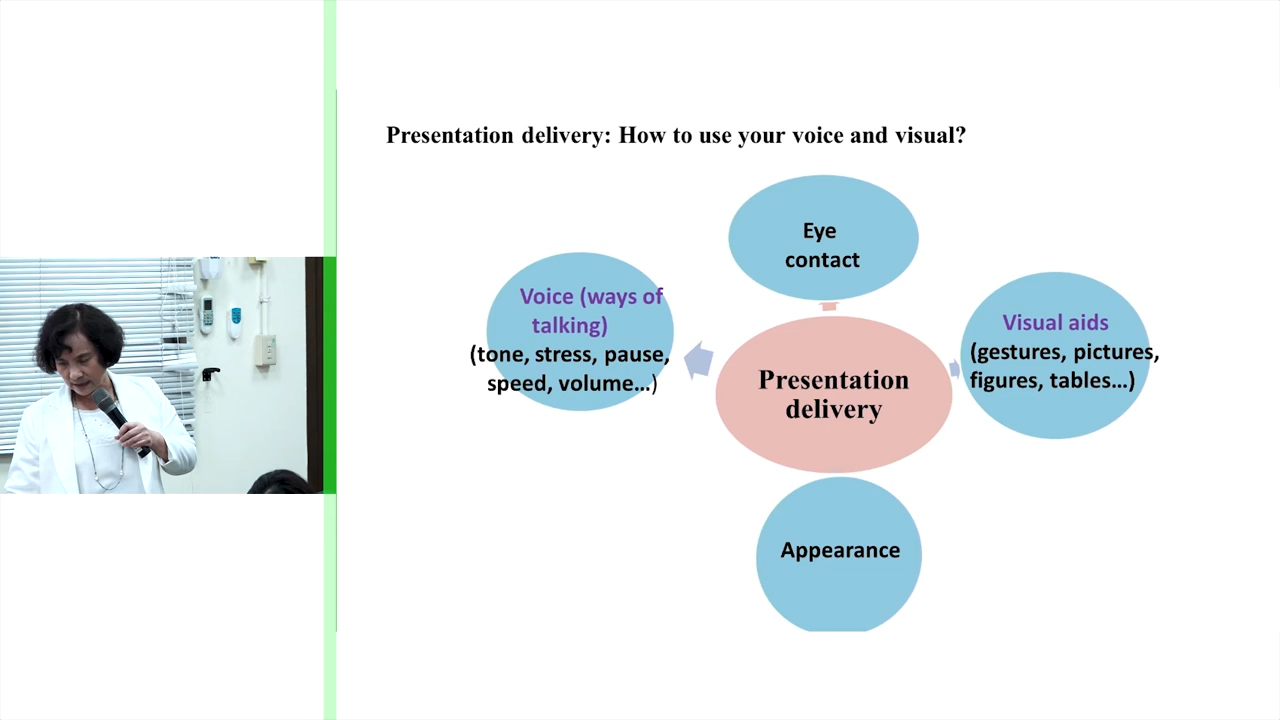 Presentation delivery: How to use your voice and visual?
Eye
contact
Voice (ways of
talking)
(tone, stress, pause,
speed, volume...)
Visual aids
(gestures, pictures,
figures, tables...)
Presentation
delivery
Appearance